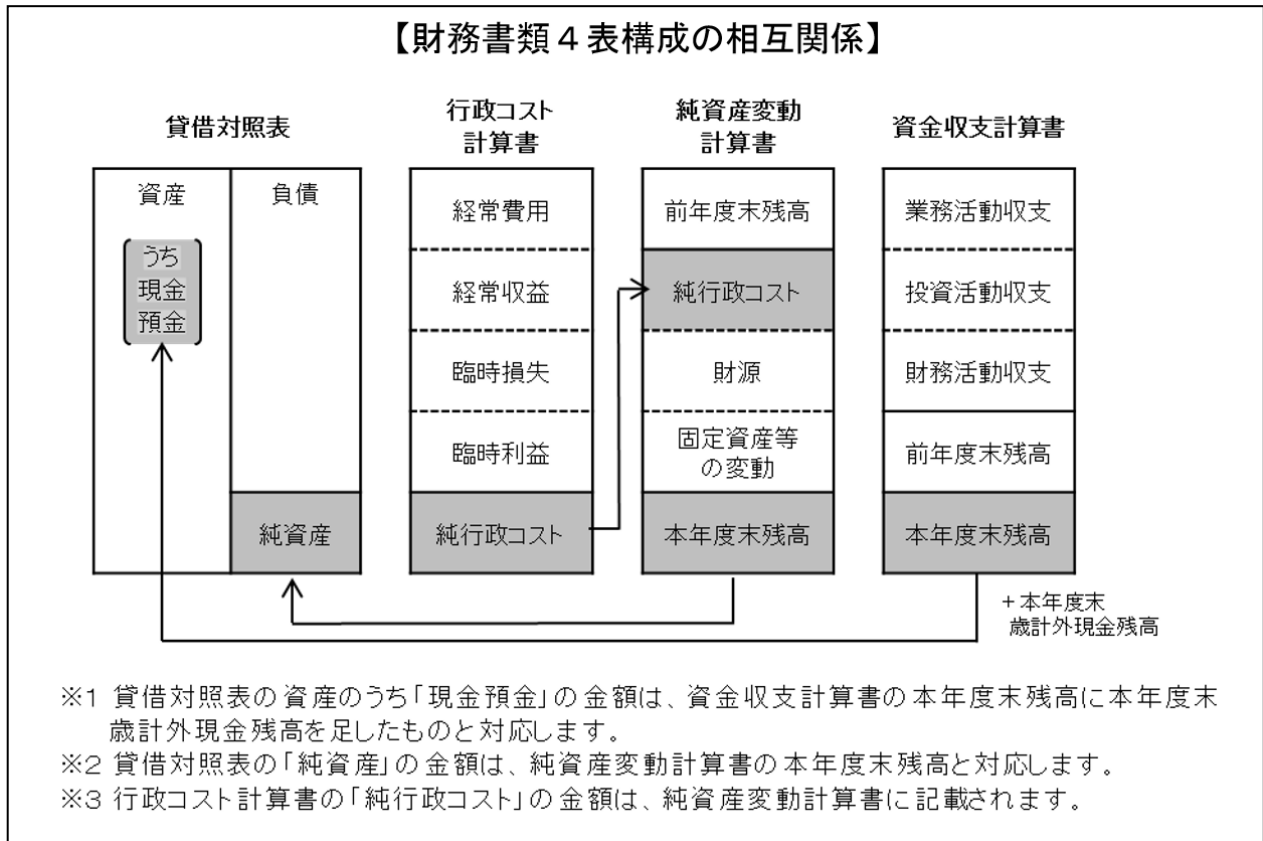 【財務書類4表構成の相互関係】
貸借対照表
行政コスト
計算書
純資産変動
計算書
資金収支計算書
資産
うち
現金
預金
負債
純資産
経常費用
経常収益
臨時損失
臨時利益
純行政コスト
前年度末残高
純行政コスト
財源
固定資産等
の変動
本年度末残高
業務活動収支
投資活動収支
財務活動収支
前年度末残高
本年度末残高
+本年度末
歳計外現金残高
※1 貸借対照表の資産のうち「現金預金」の金額は、資金収支計算書の本年度末残高に本年度末
歳計外現金残高を足したものと対応します。
※2 貸借対照表の「純資産」の金額は、純資産変動計算書の本年度末残高と対応します。
※3 行政コスト計算書の「純行政コスト」の金額は、純資産変動計算書に記載されます。